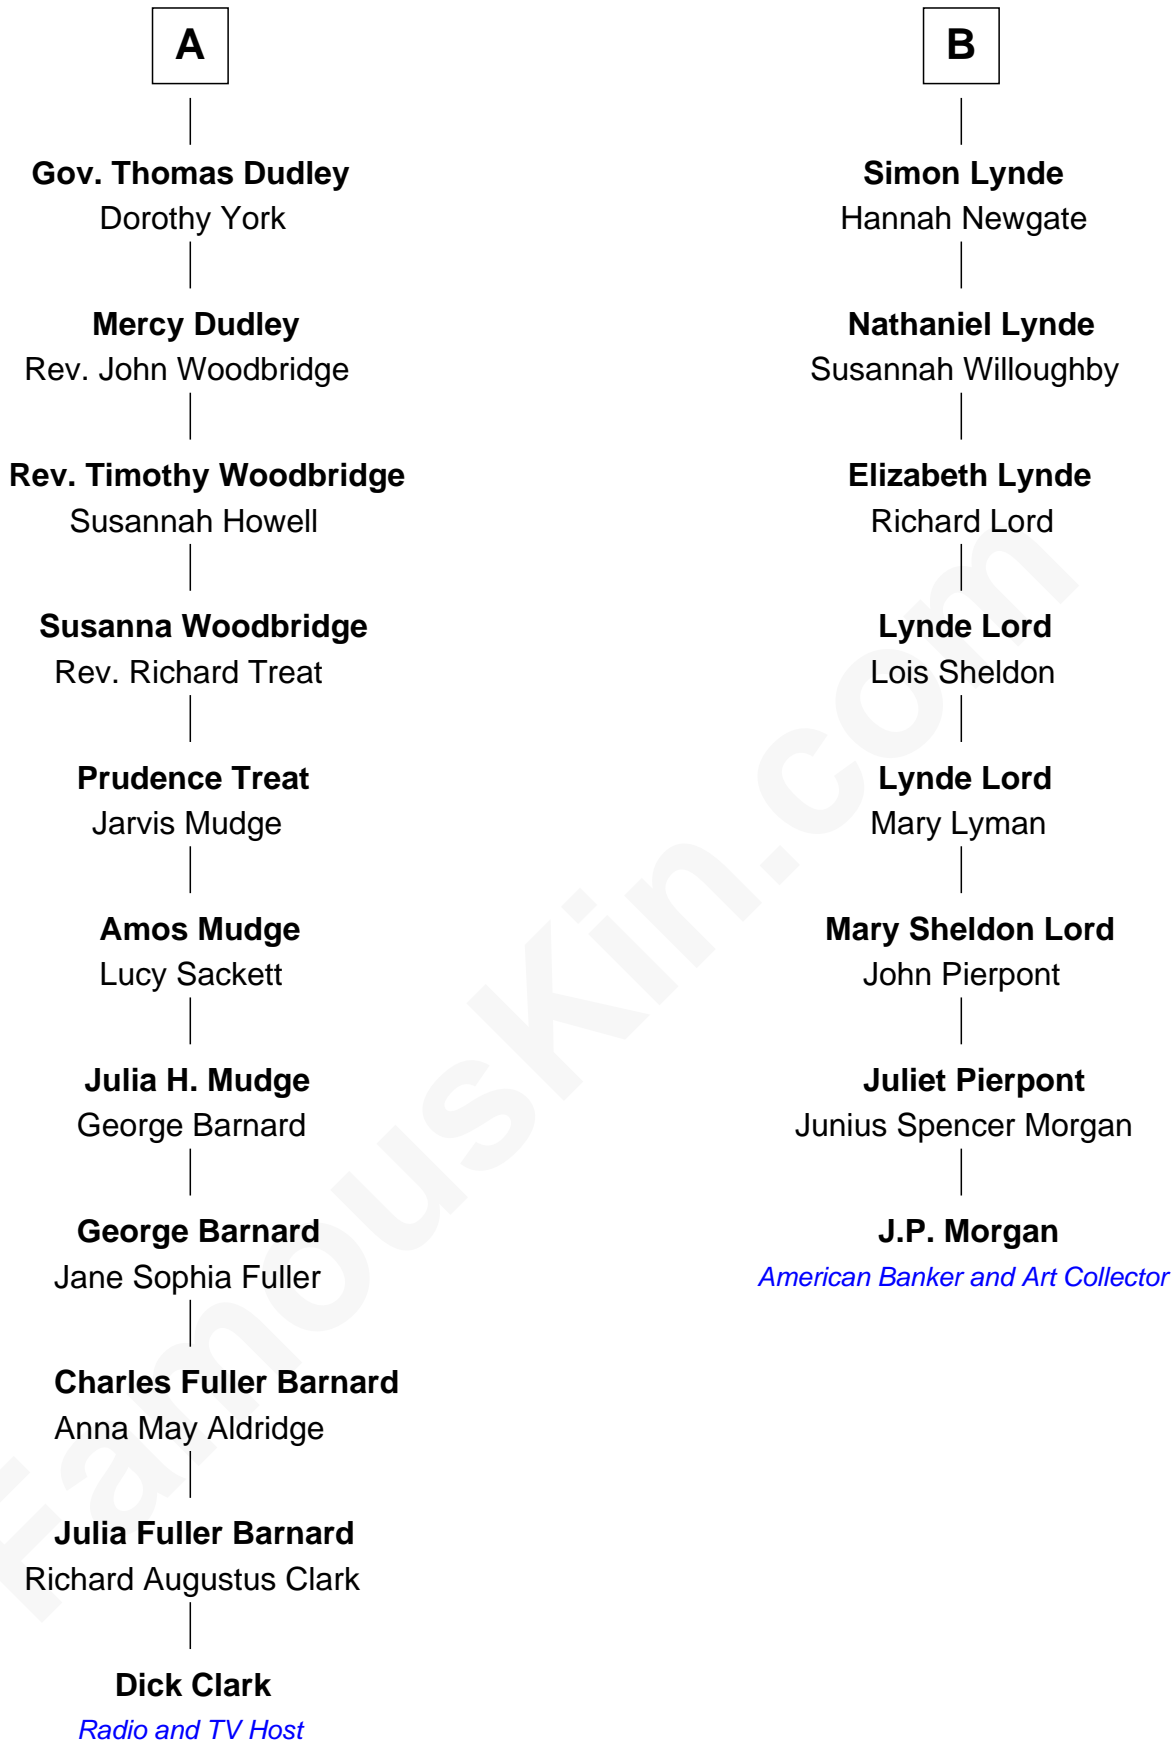 A
Gov. Thomas Dudley
Dorothy York
Mercy Dudley
Rev. John Woodbridge
Rev. Timothy Woodbridge
Susannah Howell
Susanna Woodbridge
Rev. Richard Treat
Prudence Treat
Jarvis Mudge
Amos Mudge
Lucy Sackett
Julia H. Mudge
George Barnard
George Barnard
Jane Sophia Fuller
Charles Fuller Barnard
Anna May Aldridge
Julia Fuller Barnard
Richard Augustus Clark
Dick Clark
Radio and TV Host
B
Simon Lynde
Hannah Newgate
Nathaniel Lynde
Susannah Willoughby
Elizabeth Lynde
Richard Lord
Lynde Lord
Lois Sheldon
Lynde Lord
Mary Lyman
Mary Sheldon Lord
John Pierpont
Juliet Pierpont
Junius Spencer Morgan
J.P. Morgan
American Banker and Art Collector
FamousKin.com